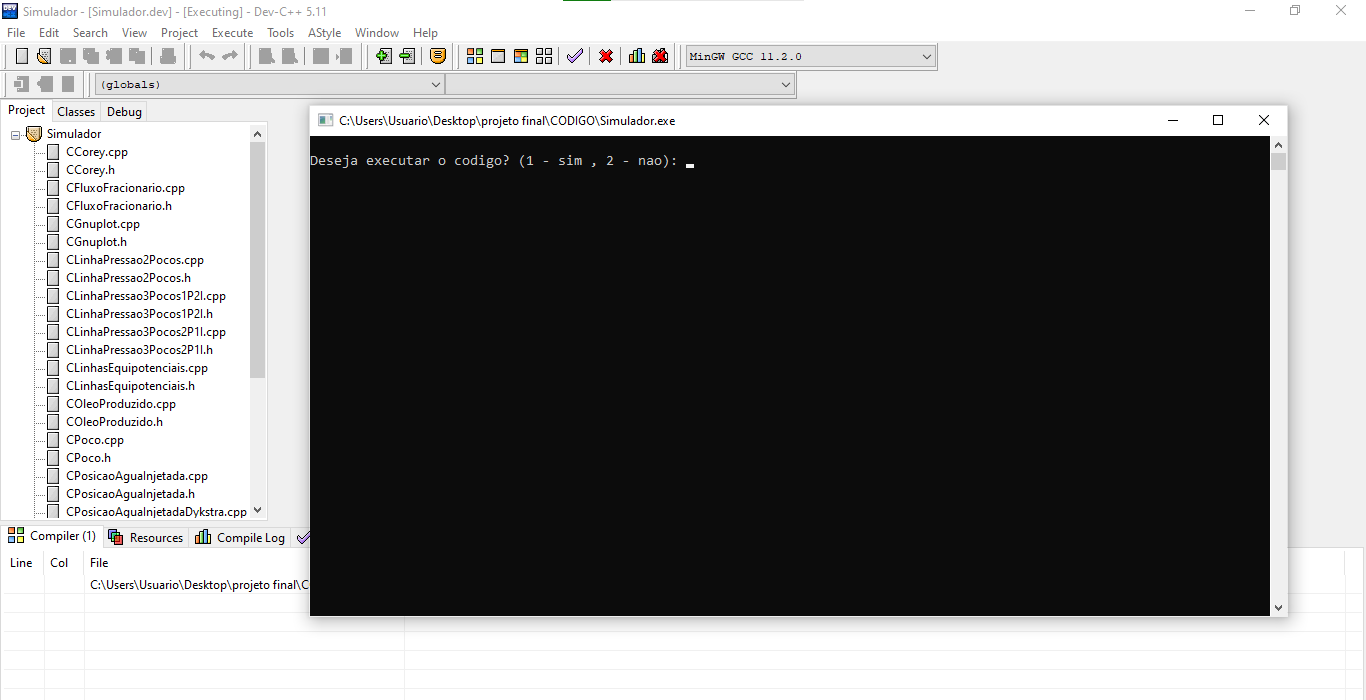 Simulador - [Simulador.dev] - [Executing] - Dev-C++ 5.11
File Edit Search View Project Execute Tools AStyle Window Help
MinGW GCC 11.2.0
(globals)
Project Classes Debug
Simulador
CCorey.cpp
CCorey.h
CFluxoFracionario.cpp
CFluxoFracionario.h
CGnuplot.cpp
CGnuplot.h
CLinhaPressao2Pocos.cpp
CLinhaPressao2Pocos.h
CLinhaPressao3Pocos1P2I.cpp
CLinhaPressao3Pocos1P2I.h
CLinhaPressao3Pocos2P1I.cpp
CLinhaPressao3Pocos2P1I.h
CLinhasEquipotenciais.cpp
CLinhasEquipotenciais.h
COleoProduzido.cpp
COleoProduzido.h
CPoco.cpp
CPoco.h
CPosicaoAguaInjetada.cpp
CPosicaoAguaInjetada.h
CPosicaoAguaInjetadaDykstra.cpp
C:\Users\Usuario\Desktop\projeto final\CODIGO\Simulador.exe
Deseja executar o codigo? (1 - sim , 2 - nao):
Compiler (1) Resources Compile Log
Line Col File
C:\Users\Usuario\Desktop\projeto final\C